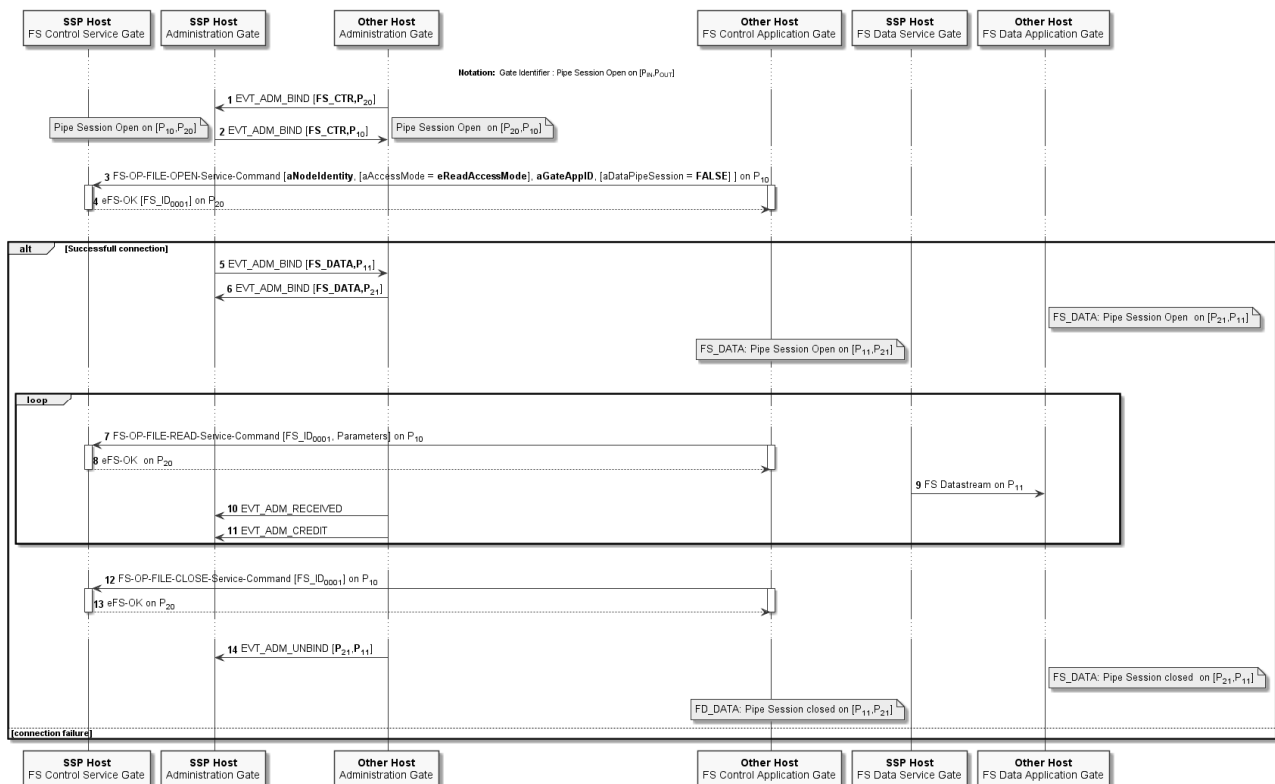 SSP Host
FS Control Service Gate
SSP Host
Administration Gate
Other Host
Administration Gate
Other Host
FS Control Application Gate
SSP Host
FS Data Service Gate
Other Host
FS Data Application Gate
Notation: Gate Identifier : Pipe Session Open on [PIN,POUT]
1 EVT_ADM_BIND [FS_CTR,P20]
Pipe Session Open on [P10,P20]
2 EVT_ADM_BIND [FS_CTR,P10]
Pipe Session Open on [P20,P10]
3 FS-OP-FILE-OPEN-Service-Command [aNodeIdentity, [aAccessMode = eReadAccessMode], aGateAppID, [aDataPipeSession = FALSE] ] on P10
4 eFS-OK [FS_ID0001] on P20
alt [Successfull connection]
5 EVT_ADM_BIND [FS_DATA,P11]
6 EVT_ADM_BIND [FS_DATA,P21]
FS_DATA: Pipe Session Open on [P21,P11]
FS_DATA: Pipe Session Open on [P11,P21]
loop
7 FS-OP-FILE-READ-Service-Command [FS_ID0001, Parameters] on P10
8 eFS-OK on P20
9 FS Datastream on P11
10 EVT_ADM_RECEIVED
11 EVT_ADM_CREDIT
12 FS-OP-FILE-CLOSE-Service-Command [FS_ID0001] on P10
13 eFS-OK on P20
14 EVT_ADM_UNBIND [P21,P11]
FS_DATA: Pipe Session closed on [P21,P11]
FD_DATA: Pipe Session closed on [P11,P21]
[connection failure]
SSP Host
FS Control Service Gate
SSP Host
Administration Gate
Other Host
Administration Gate
Other Host
FS Control Application Gate
SSP Host
FS Data Service Gate
Other Host
FS Data Application Gate